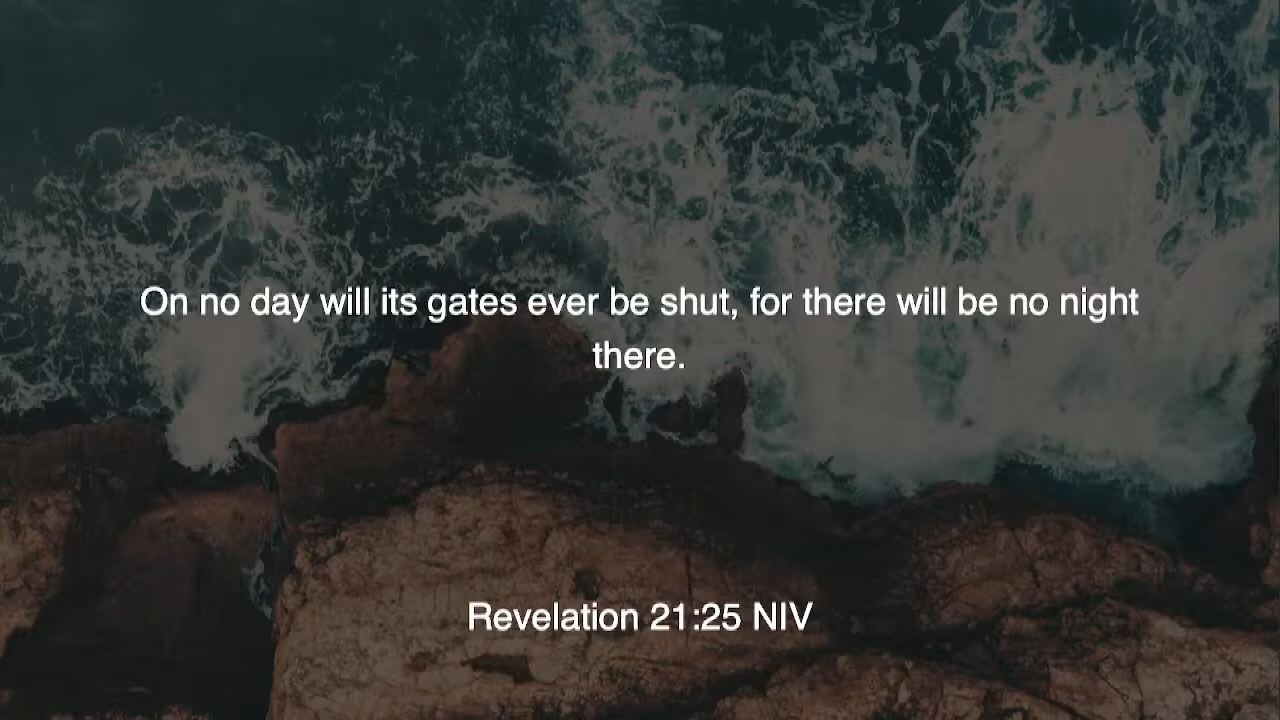 On no day will its gates ever be shut, for there will be no night
there.
Revelation 21:25 NIV